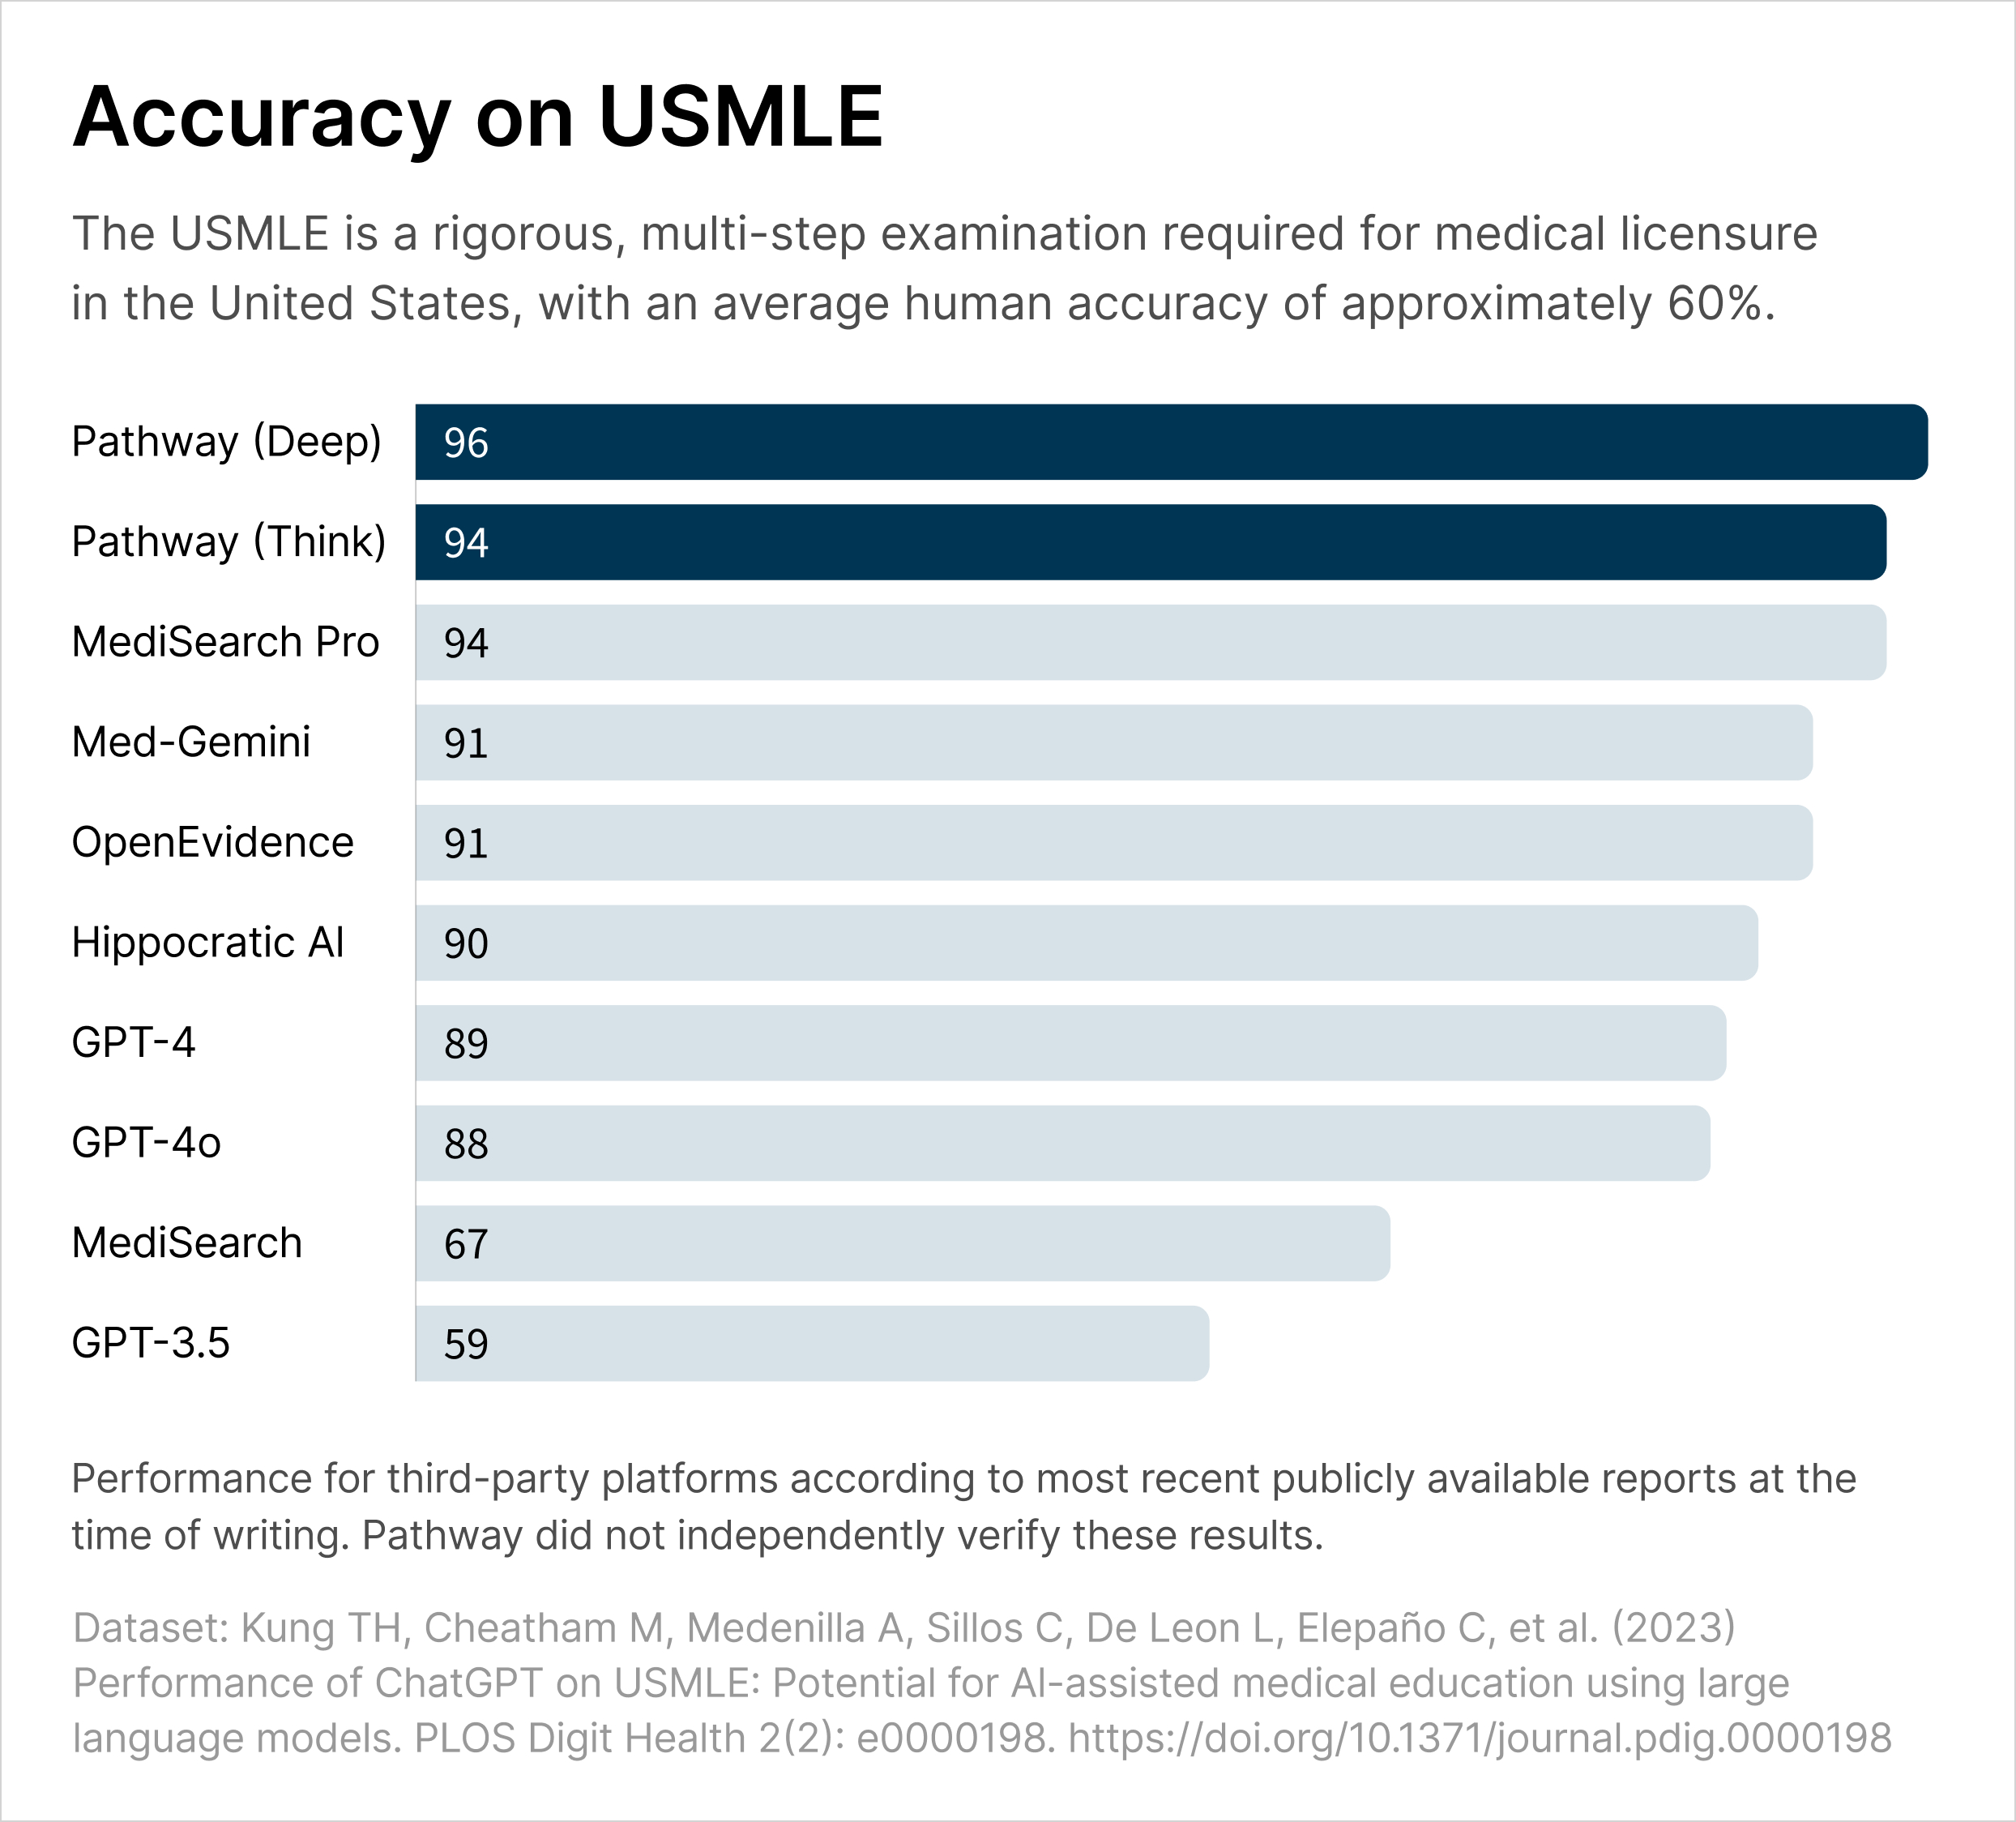 Accuracy on USMLE
The USMLE is a rigorous, multi-step examination required for medical licensure
in the United States, with an average human accuracy of approximately 60%.
Pathway (Deep) 96
Pathway (Think) 94
MediSearch Pro 94
Med-Gemini 91
OpenEvidence 91
Hippocratic AI 90
GPT-4 89
GPT-4o 88
MediSearch 67
GPT-3.5 59
Performance for third-party platforms according to most recent publicly available reports at the
time of writing. Pathway did not independently verify these results.
Dataset: Kung TH, Cheatham M, Medenilla A, Sillos C, De Leon L, Elepaño C, et al. (2023)
Performance of ChatGPT on USMLE: Potential for AI-assisted medical education using large
language models. PLOS Digit Health 2(2): e0000198. https://doi.org/10.1371/journal.pdig.0000198